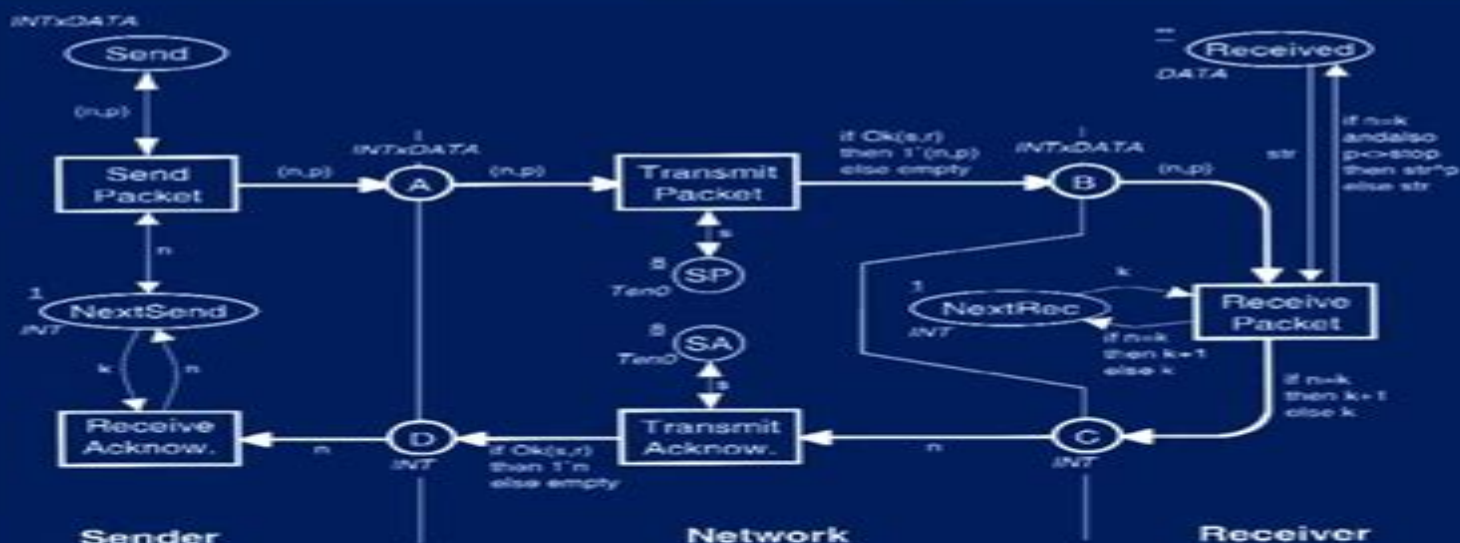 INTxDATA
Send
(n,p)
Send
Packet
(n,p)
INTxDATA
A
(n,p)
Transmit
Packet
if Ok(s,r)
then 1`(n,p)
else empty
INTxDATA
B
(n,p)
""
Received
DATA
str
if n=k
andalso
p<>stop
then str^p
else str
n
s
8
SP
Ten0
1
NextSend
INT
8
SA
Ten0
s
1
NextRec
INT
k
if n=k
then k+1
else k
Receive
Packet
k
n
if n=k
then k+1
else k
Receive
Acknow.
n
D
INT
if Ok(s,r)
then 1`n
else empty
Transmit
Acknow.
n
C
INT
Sender
Network
Receiver